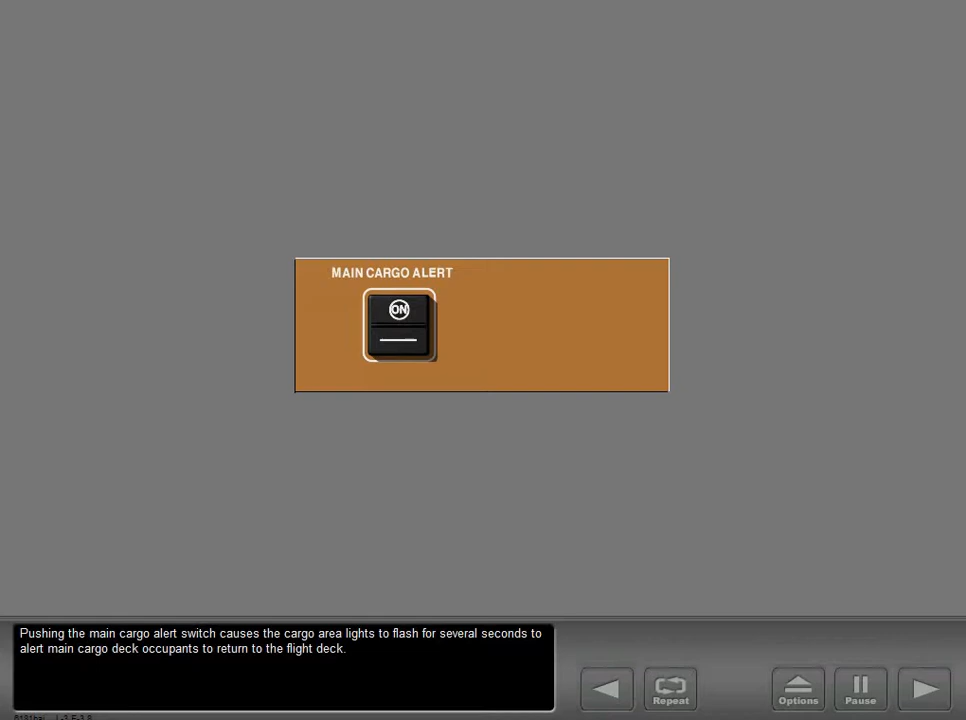 MAIN CARGO ALERT
ON
Pushing the main cargo alert switch causes the cargo area lights to flash for several seconds to
alert main cargo deck occupants to return to the flight deck.
Repeat
Options
Pause